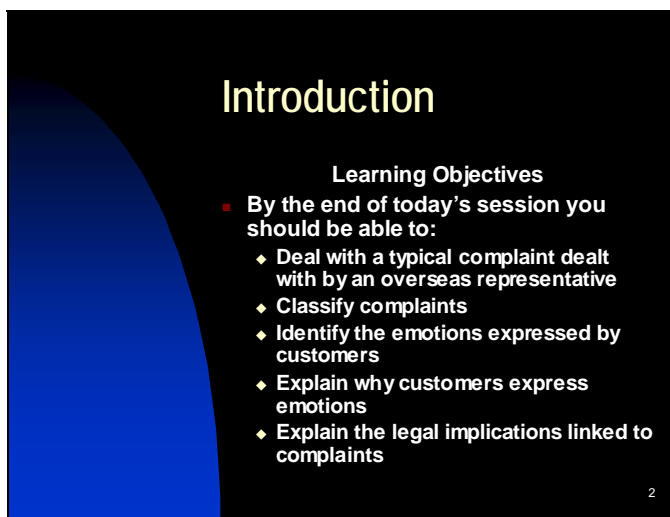 Introduction
Learning Objectives
By the end of today's session you
should be able to:
Deal with a typical complaint dealt
with by an overseas representative
Classify complaints
Identify the emotions expressed by
customers
Explain why customers express
emotions
Explain the legal implications linked to
complaints
2